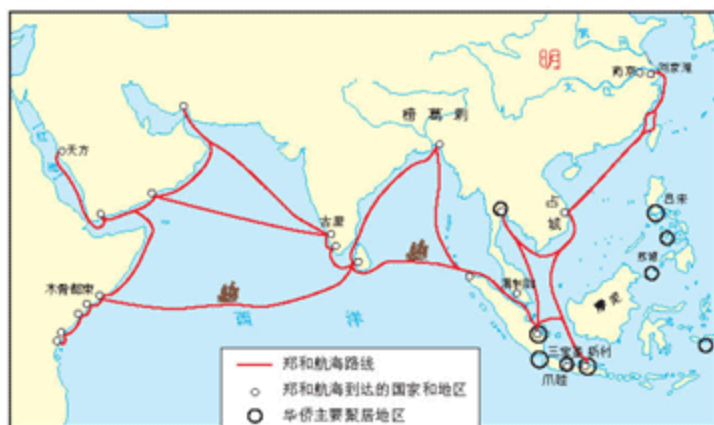 明
南京
刘家港
榜葛剌
天方
红海
古里
占城
吕宋
苏禄
满剌加
木骨都束
西洋
三宝垄
新村
爪哇
郑和航海路线
郑和航海到达的国家和地区
华侨主要聚居地区